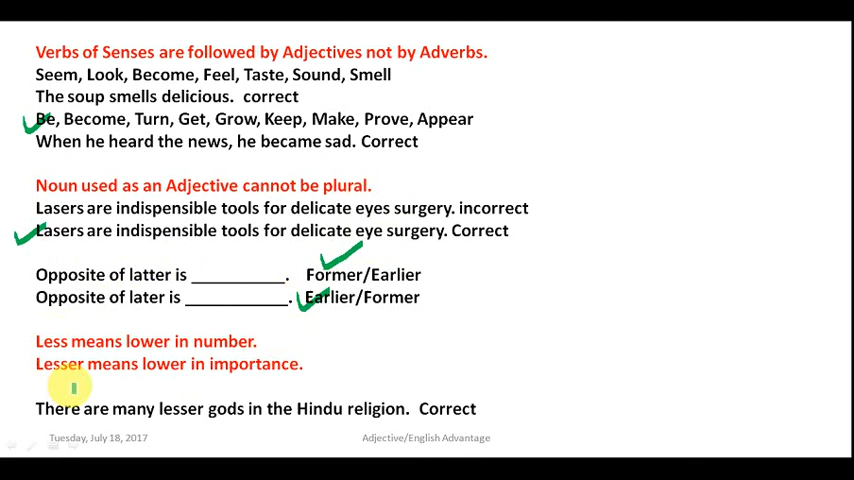 Verbs of Senses are followed by Adjectives not by Adverbs.
Seem, Look, Become, Feel, Taste, Sound, Smell
The soup smells delicious.  correct
Be, Become, Turn, Get, Grow, Keep, Make, Prove, Appear
When he heard the news, he became sad. Correct
Noun used as an Adjective cannot be plural.
Lasers are indispensible tools for delicate eyes surgery. incorrect
Lasers are indispensible tools for delicate eye surgery. Correct
Opposite of latter is __________.   Former/Earlier
Opposite of later is ___________.  Earlier/Former
Less means lower in number.
Lesser means lower in importance.
There are many lesser gods in the Hindu religion.  Correct
Tuesday, July 18, 2017   Adjective/English Advantage